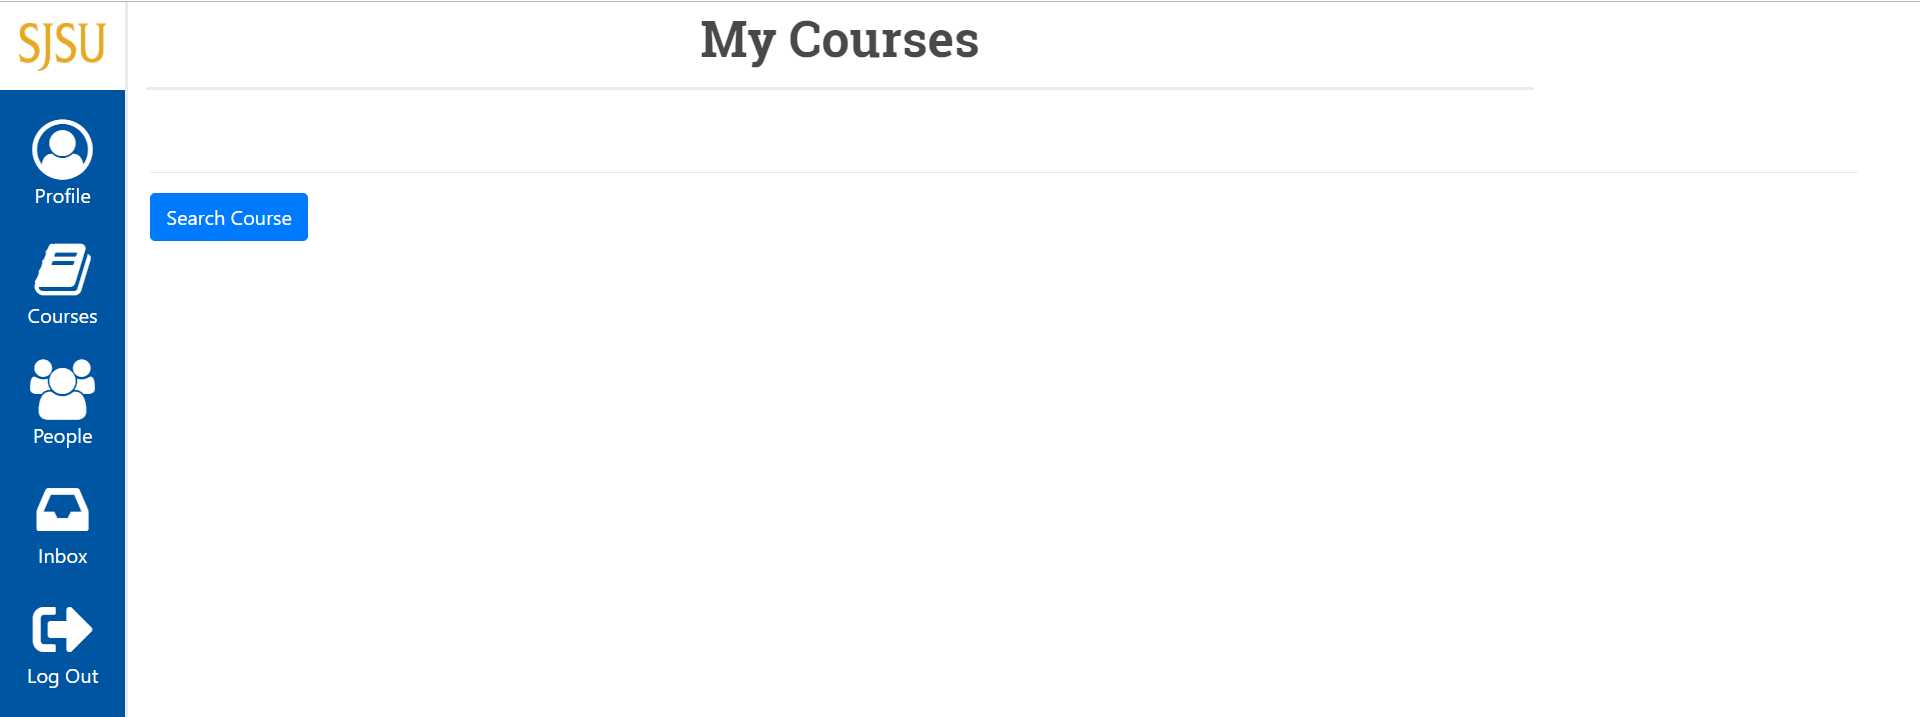 SJSU
My Courses
Profile
Search Course
Courses
People
Inbox
Log Out